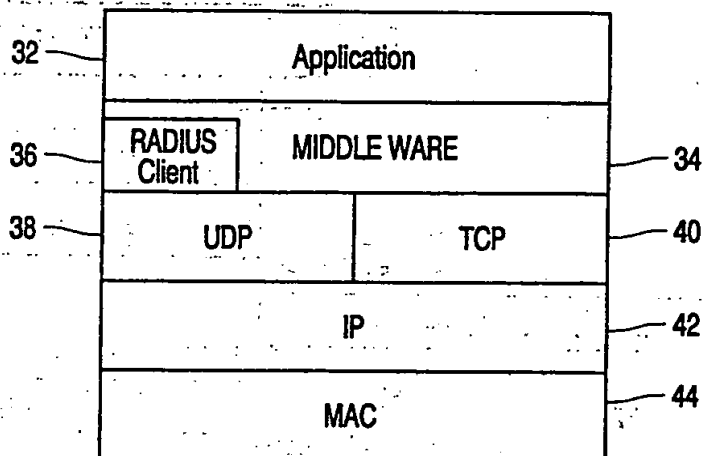 32
Application
36
RADIUS
Client
MIDDLE WARE
34
38
UDP
TCP
40
IP
42
MAC
44